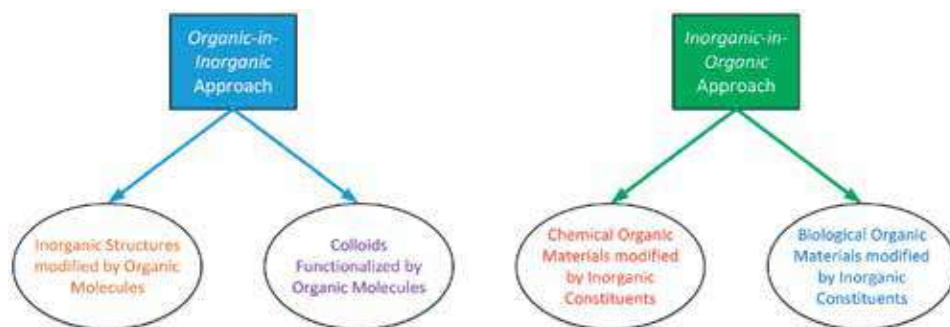 Organic-in-
Inorganic
Approach
Inorganic-in-
Organic
Approach
Inorganic Structures
modified by Organic
Molecules
Colloids
Functionalized by
Organic Molecules
Chemical Organic
Materials modified
by Inorganic
Constituents
Biological Organic
Materials modified
by Inorganic
Constituents